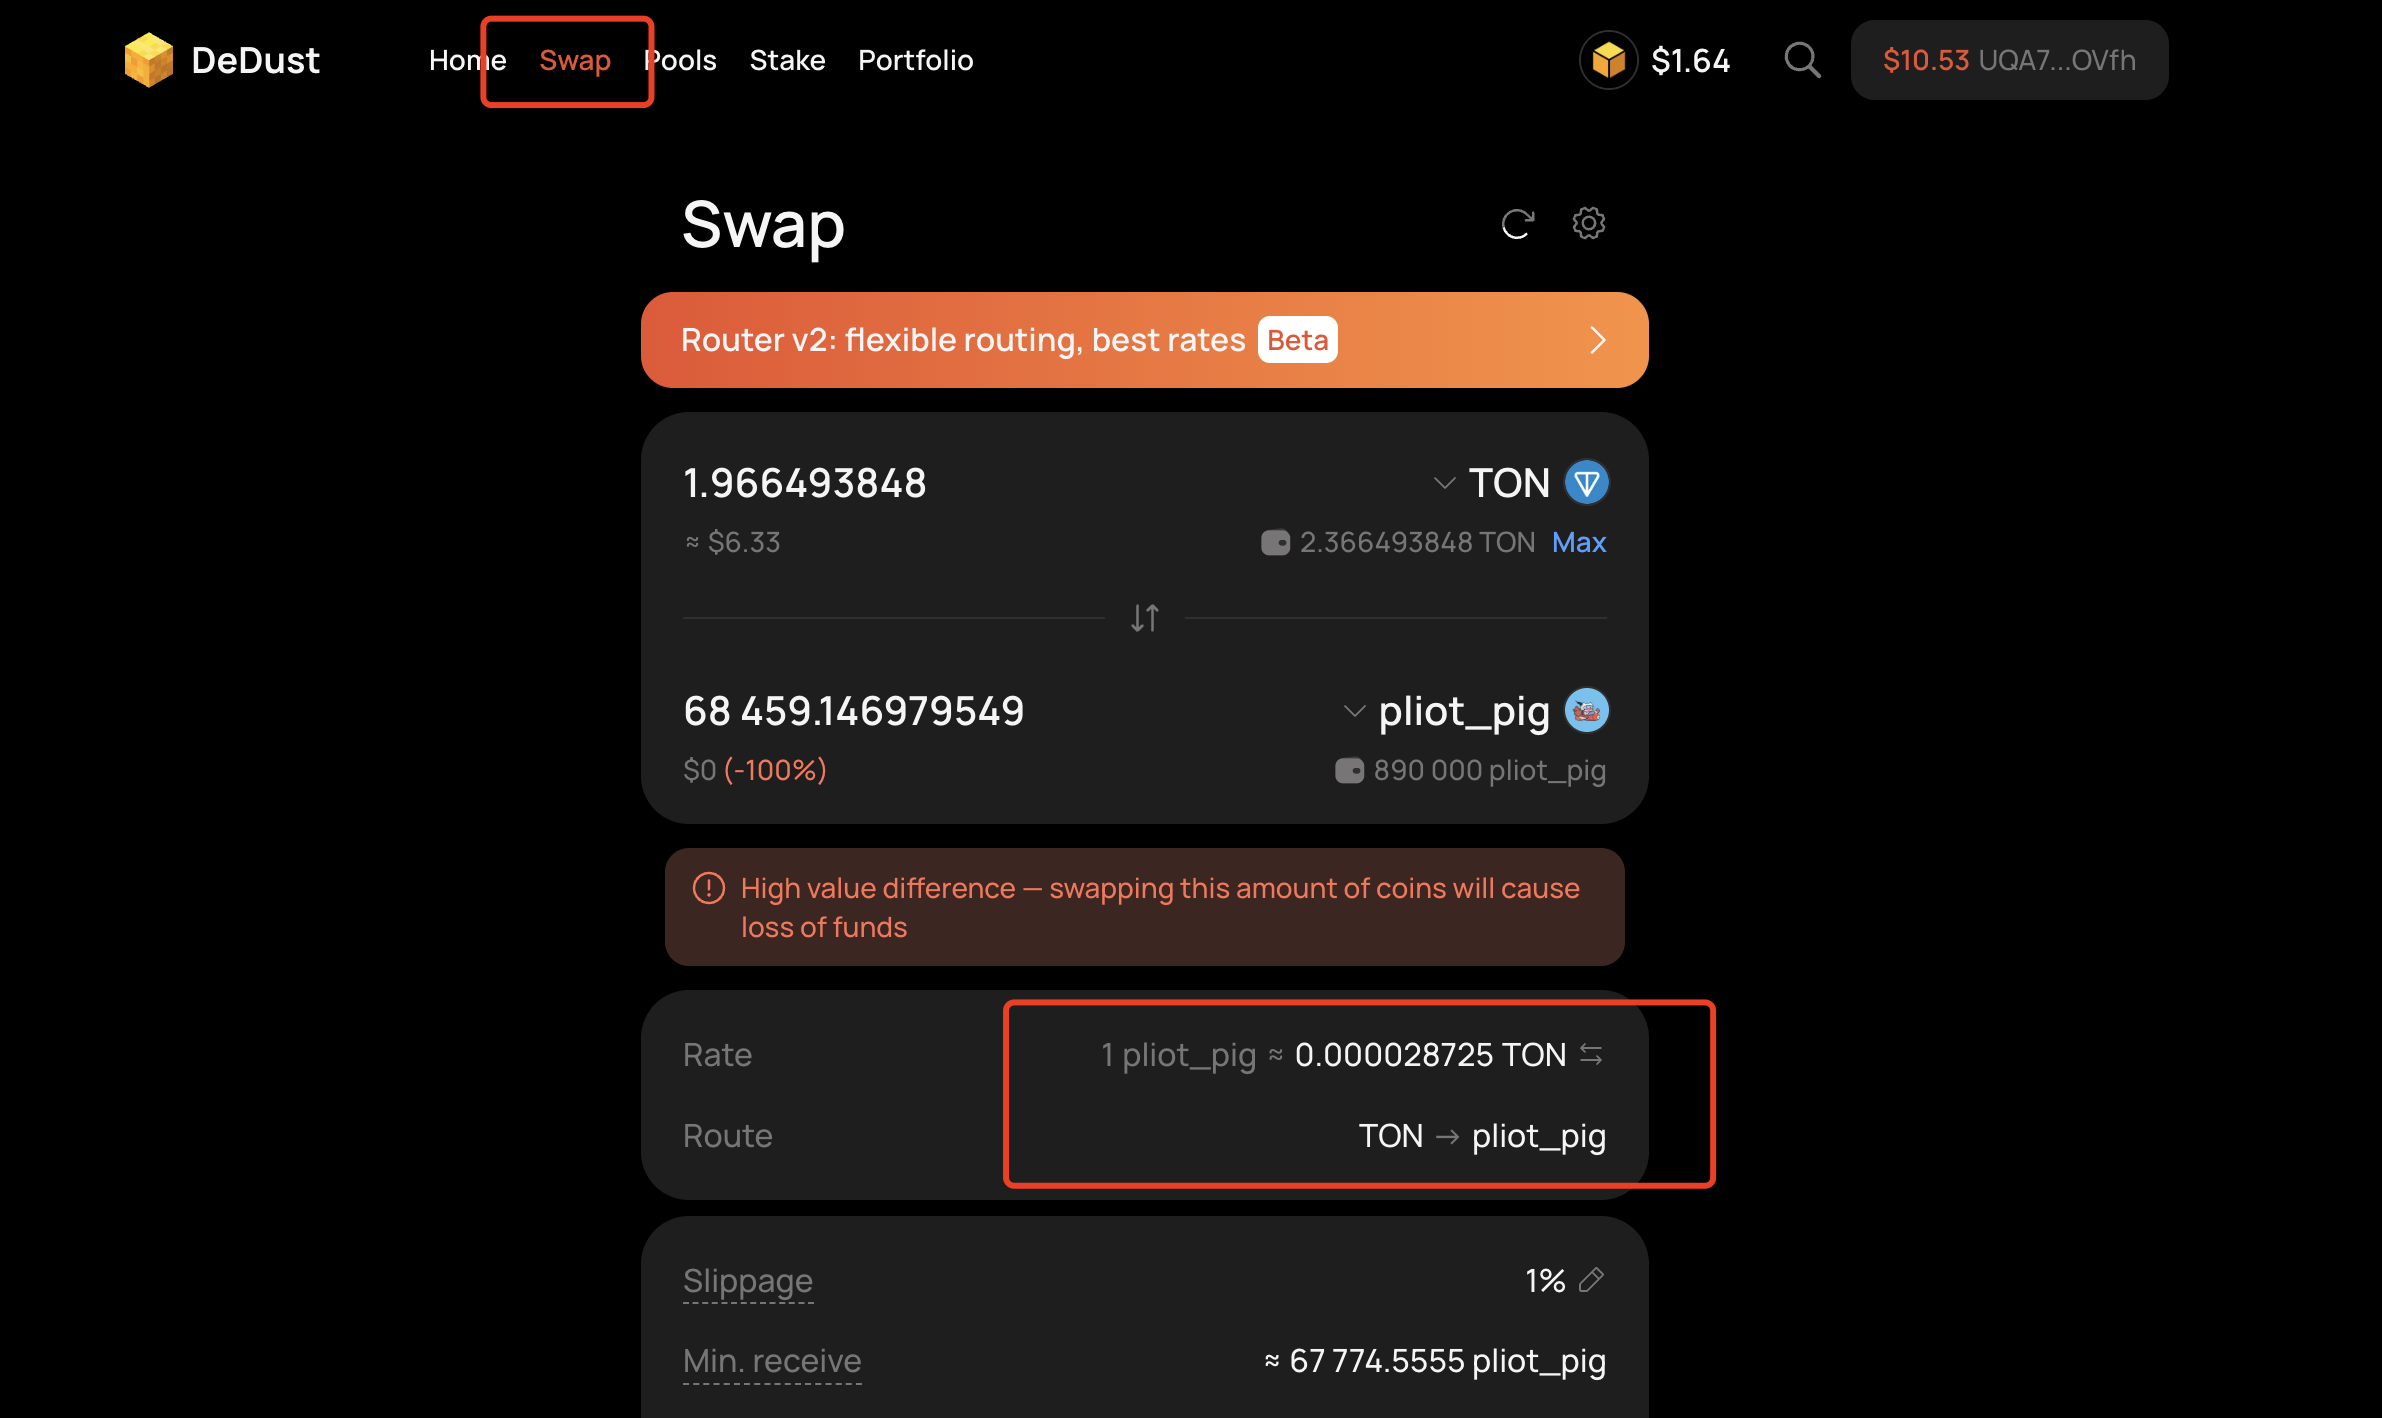 DeDust Home Swap Pools Stake Portfolio $1.64 $10.53 UQA7...OVfh
Swap
Router v2: flexible routing, best rates Beta
1.966493848 TON
≈ $6.33 2.366493848 TON Max
68 459.146979549 pliot_pig
$0 (-100%) 890 000 pliot_pig
High value difference — swapping this amount of coins will cause
loss of funds
Rate 1 pliot_pig ≈ 0.000028725 TON
Route TON → pliot_pig
Slippage 1%
Min. receive ≈ 67 774.5555 pliot_pig